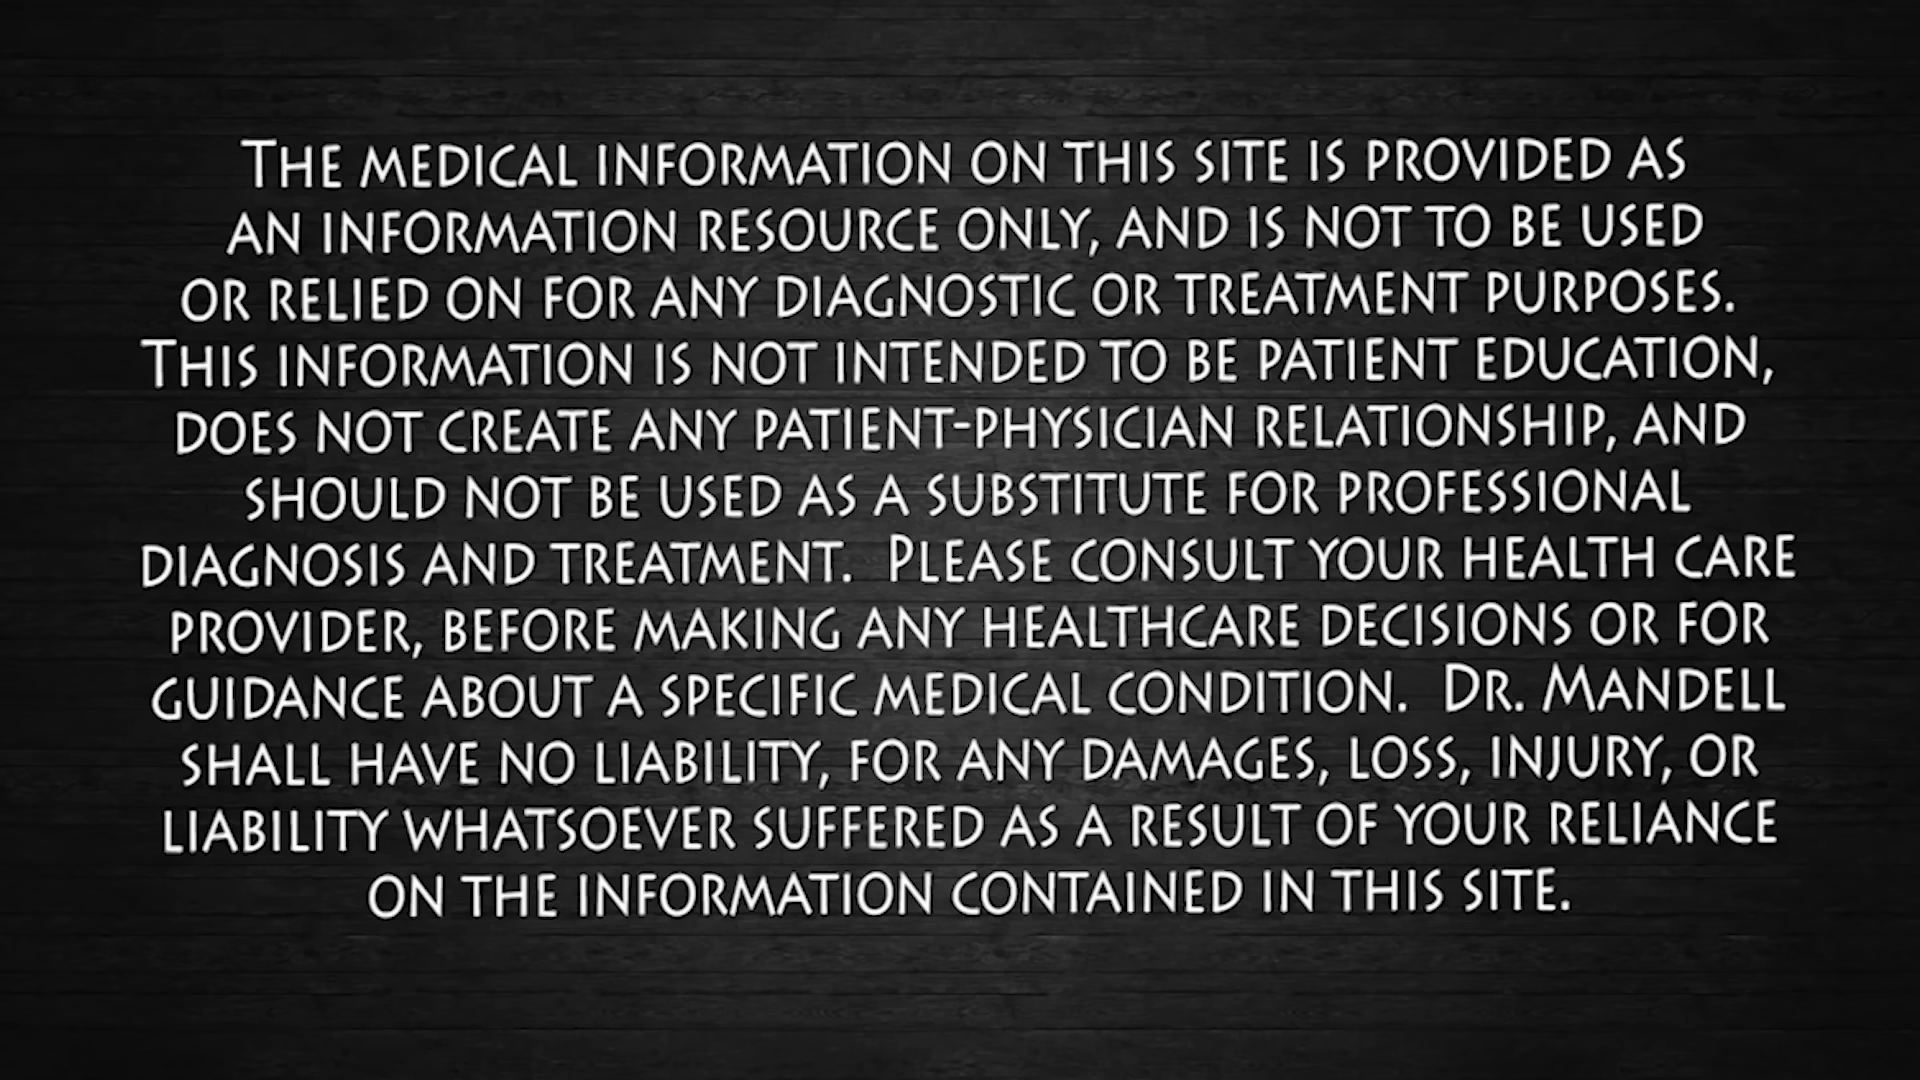 The medical information on this site is provided as
an information resource only, and is not to be used
or relied on for any diagnostic or treatment purposes.
This information is not intended to be patient education,
does not create any patient-physician relationship, and
should not be used as a substitute for professional
diagnosis and treatment.  Please consult your health care
provider, before making any healthcare decisions or for
guidance about a specific medical condition.  Dr. Mandell
shall have no liability, for any damages, loss, injury, or
liability whatsoever suffered as a result of your reliance
on the information contained in this site.